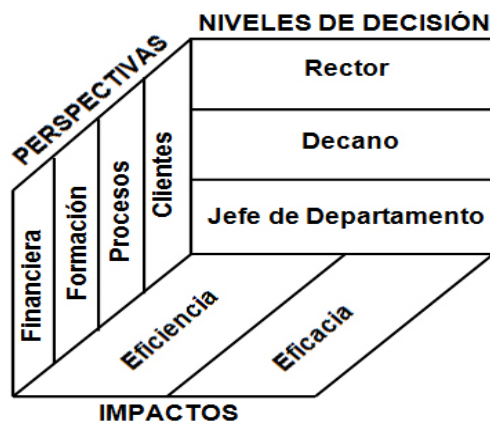 NIVELES DE DECISIÓN
Rector
Decano
Jefe de Departamento
PERSPECTIVAS
Financiera
Formación
Procesos
Clientes
Eficiencia
Eficacia
IMPACTOS